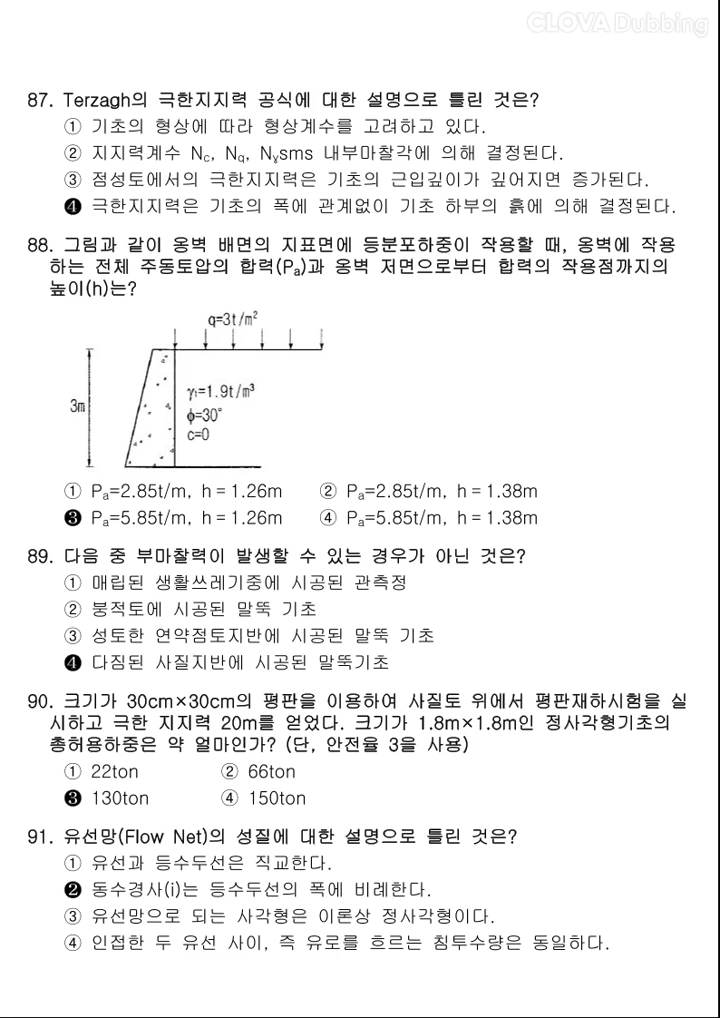 CLOVA Dubbing
87. Terzagh의 극한지지력 공식에 대한 설명으로 틀린 것은?
① 기초의 형상에 따라 형상계수를 고려하고 있다.
② 지지력계수 Nc, Nq, Nγsms 내부마찰각에 의해 결정된다.
③ 점성토에서의 극한지지력은 기초의 근입깊이가 깊어지면 증가된다.
❹ 극한지지력은 기초의 폭에 관계없이 기초 하부의 흙에 의해 결정된다.
88. 그림과 같이 옹벽 배면의 지표면에 등분포하중이 작용할 때, 옹벽에 작용
하는 전체 주동토압의 합력(Pa)과 옹벽 저면으로부터 합력의 작용점까지의
높이(h)는?
q=3t/m²
γt=1.9t/m³
3m
ϕ=30°
c=0
① Pa=2.85t/m, h = 1.26m ② Pa=2.85t/m, h = 1.38m
❸ Pa=5.85t/m, h = 1.26m ④ Pa=5.85t/m, h = 1.38m
89. 다음 중 부마찰력이 발생할 수 있는 경우가 아닌 것은?
① 매립된 생활쓰레기중에 시공된 관측정
② 붕적토에 시공된 말뚝 기초
③ 성토한 연약점토지반에 시공된 말뚝 기초
❹ 다짐된 사질지반에 시공된 말뚝기초
90. 크기가 30cm×30cm의 평판을 이용하여 사질토 위에서 평판재하시험을 실
시하고 극한 지지력 20m를 얻었다. 크기가 1.8m×1.8m인 정사각형기초의
총허용하중은 약 얼마인가? (단, 안전율 3을 사용)
① 22ton ② 66ton
❸ 130ton ④ 150ton
91. 유선망(Flow Net)의 성질에 대한 설명으로 틀린 것은?
① 유선과 등수두선은 직교한다.
❷ 동수경사(i)는 등수두선의 폭에 비례한다.
③ 유선망으로 되는 사각형은 이론상 정사각형이다.
④ 인접한 두 유선 사이, 즉 유로를 흐르는 침투수량은 동일하다.